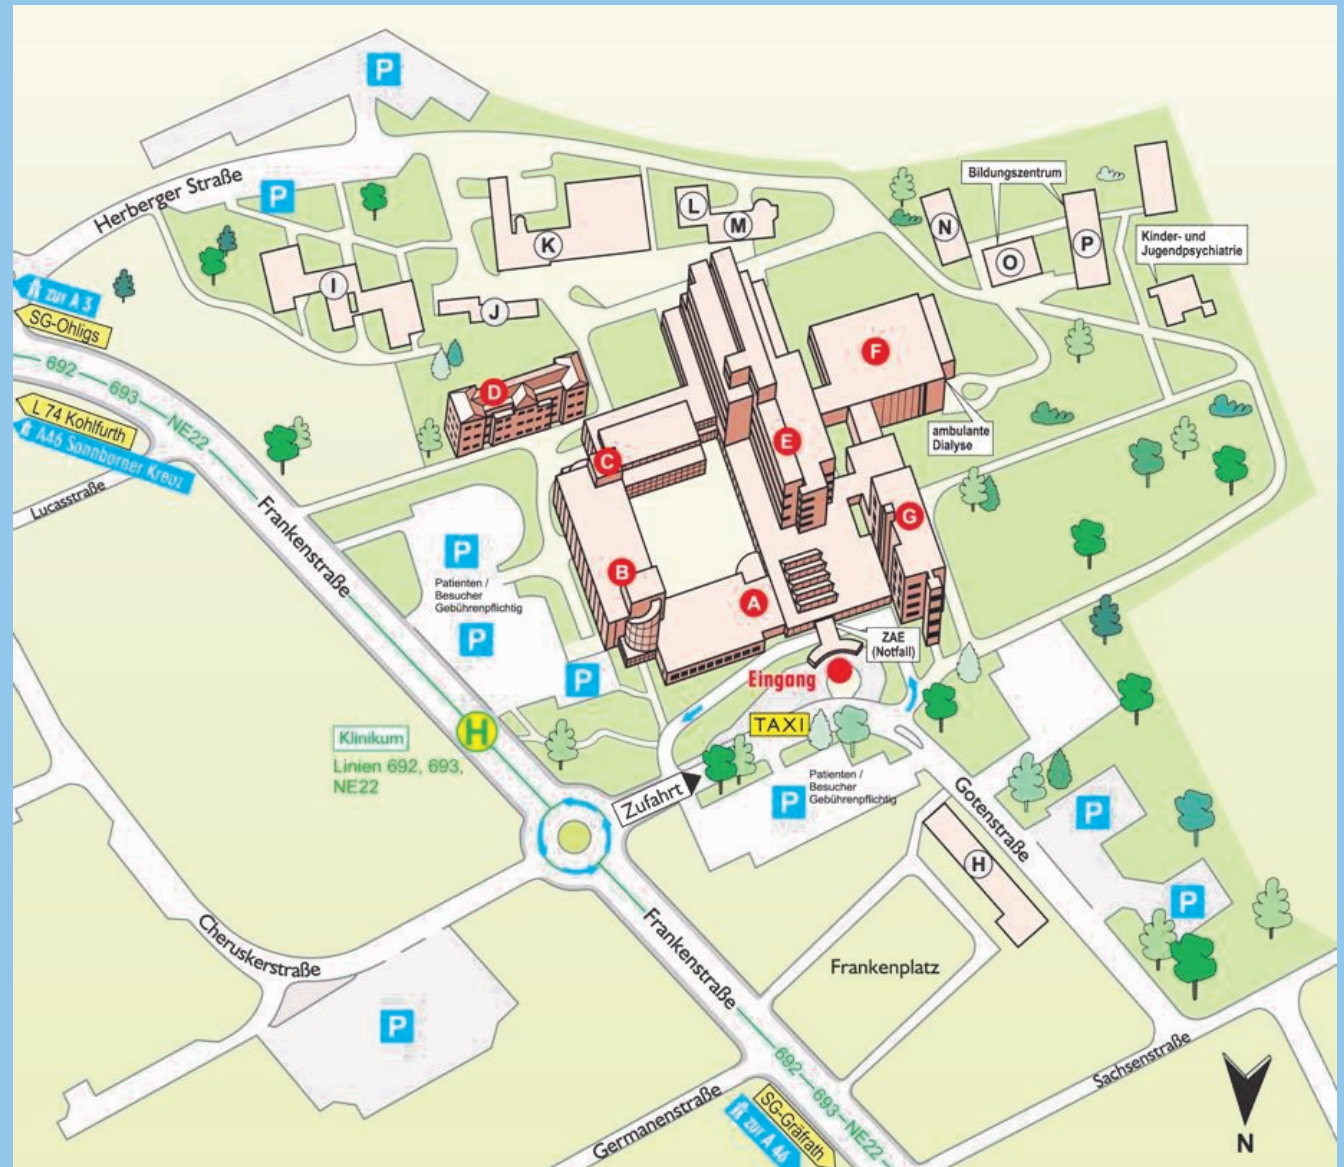 P
Herberger Straße
P
L
M
K
N
Bildungszentrum
O
P
Kinder- und
Jugendpsychiatrie
I
J
zur A 3
SG-Ohligs
692—693—NE22
L 74 Kohlfurth
A46 Sonnborner Kreuz
Lucasstraße
Frankenstraße
D
F
E
C
ambulante
Dialyse
G
B
A
P
Patienten /
Besucher
Gebührenpflichtig
P
P
ZAE
(Notfall)
Eingang
TAXI
H
Klinikum
Linien 692, 693,
NE22
Zufahrt
P
Patienten /
Besucher
Gebührenpflichtig
Gotenstraße
P
H
P
Cheruskerstraße
Frankenstraße
Frankenplatz
P
692—693—NE22
Sachsenstraße
Germanenstraße
SG-Gräfrath
zur A 46
N